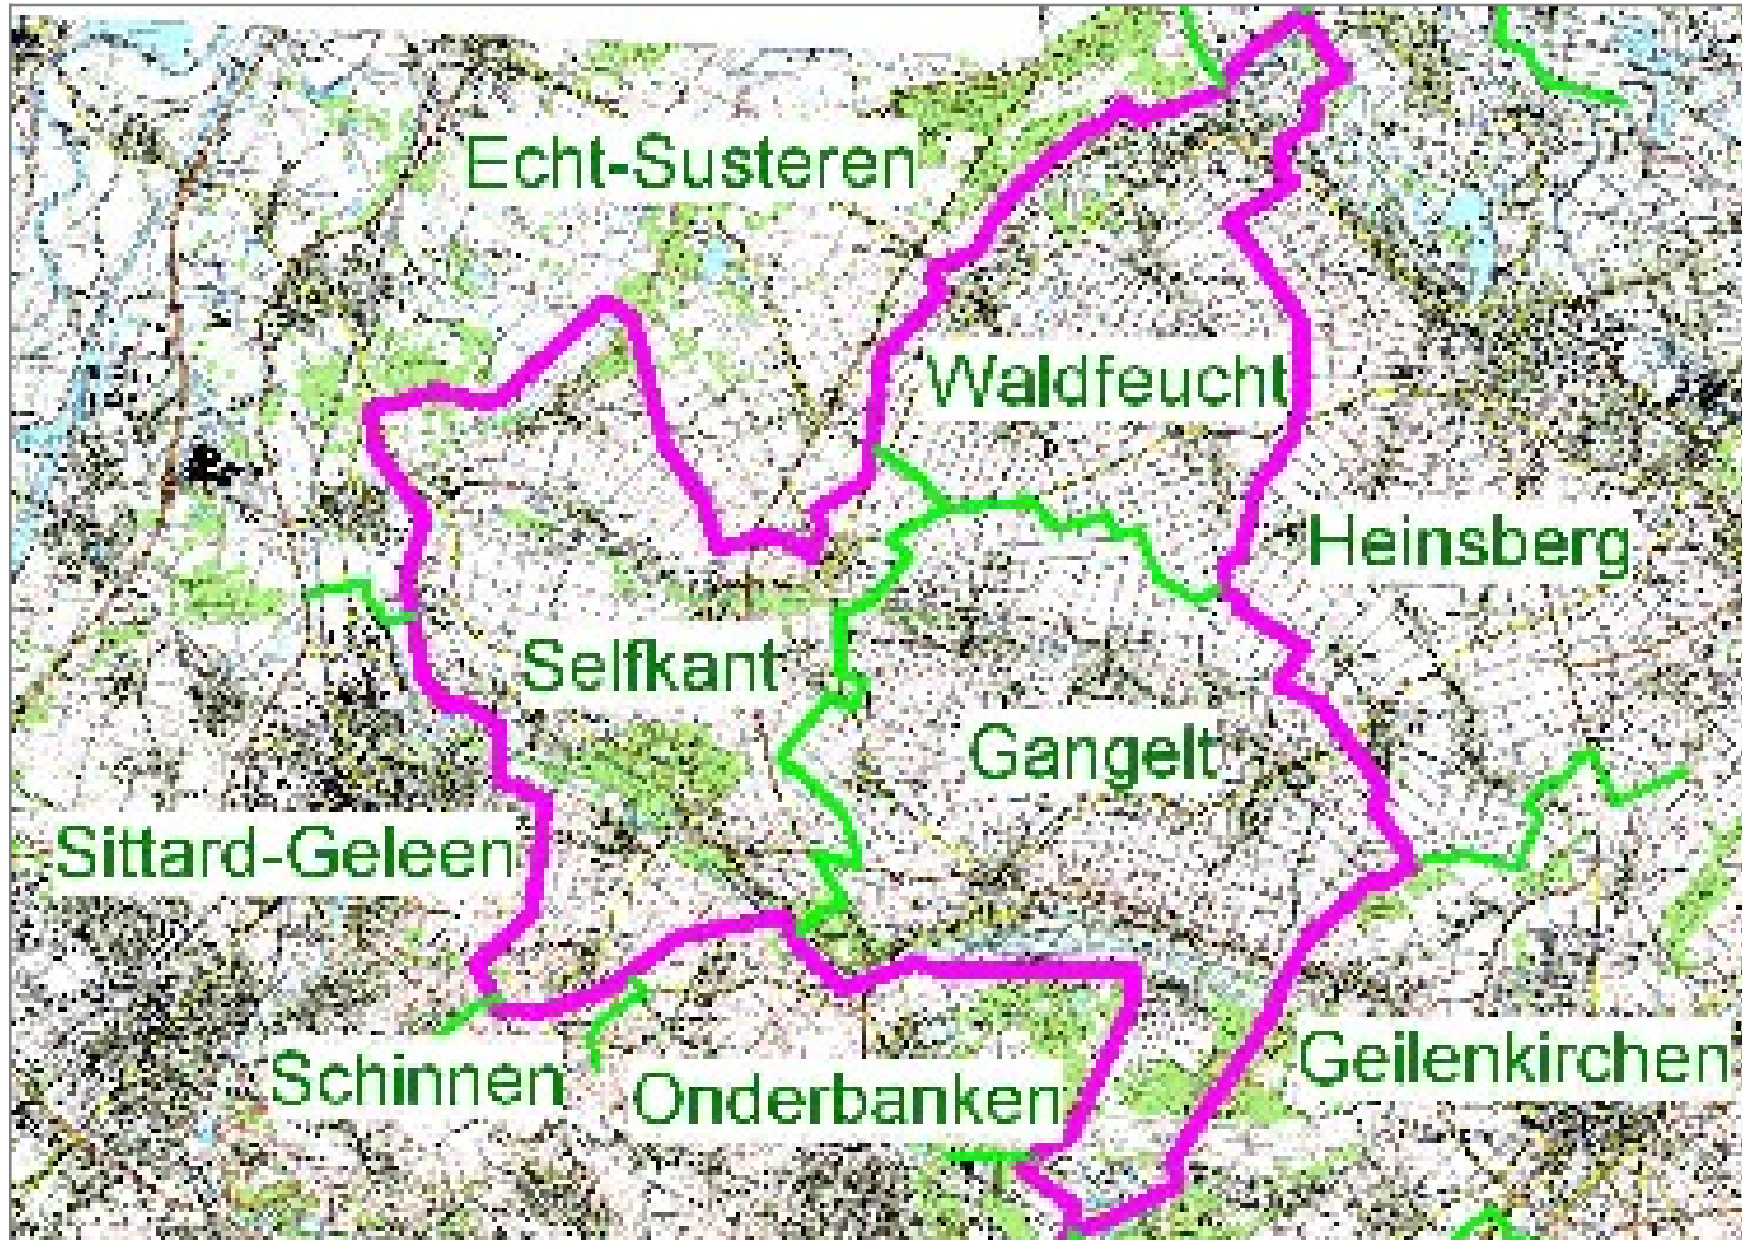 Echt-Susteren
Waldfeucht
Heinsberg
Selfkant
Gangelt
Sittard-Geleen
Geilenkirchen
Schinnen
Onderbanken